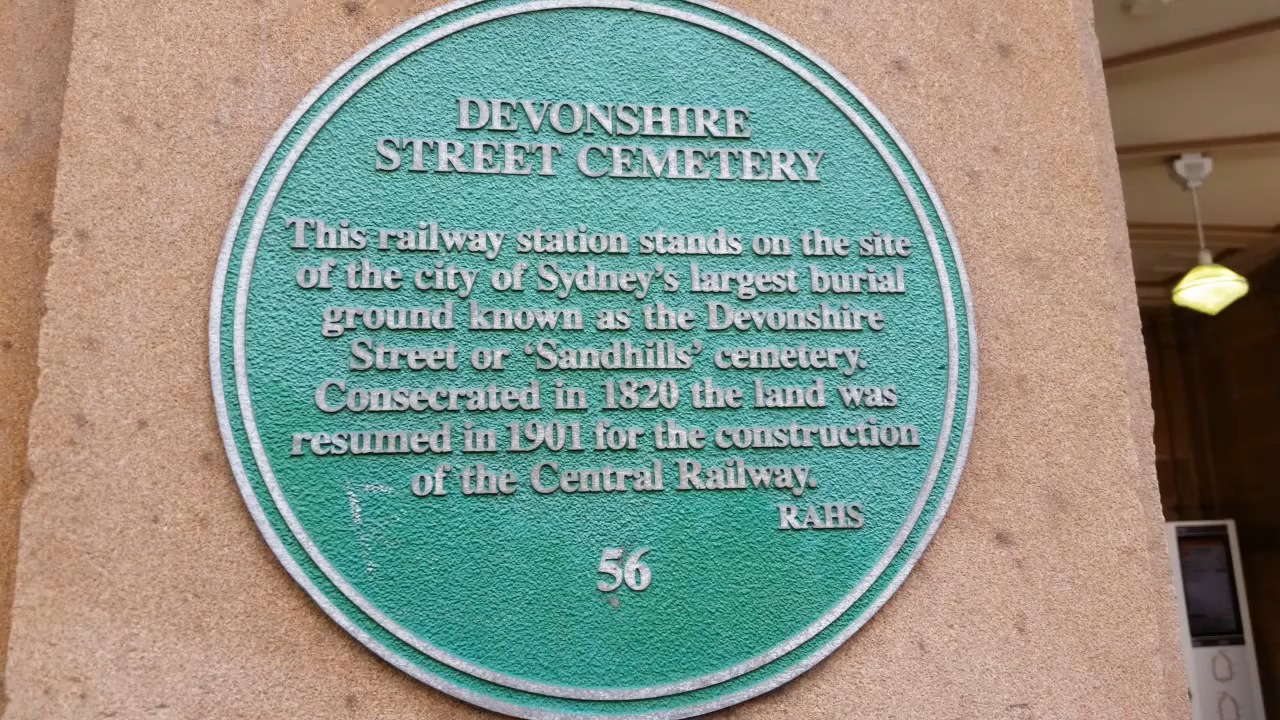 DEVONSHIRE
STREET CEMETERY
This railway station stands on the site
of the city of Sydney's largest burial
ground known as the Devonshire
Street or 'Sandhills' cemetery.
Consecrated in 1820 the land was
resumed in 1901 for the construction
of the Central Railway.
RAHS
56